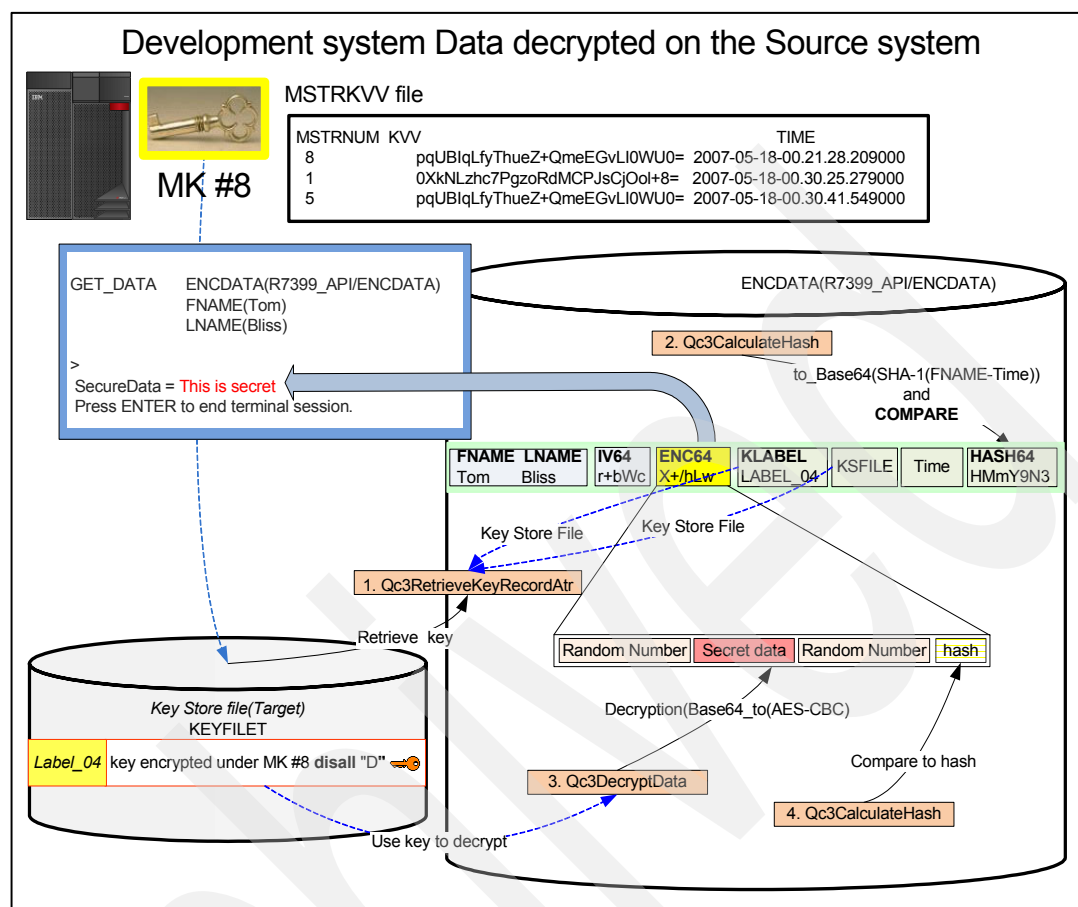 Development system Data decrypted on the Source system
IBM
MK #8
MSTRKVV file
MSTRNUM KVV TIME
8 pqUBIqLfyThueZ+QmeEGvLI0WU0= 2007-05-18-00.21.28.209000
1 0XkNLzhc7PgzoRdMCPJsCjOoI+8= 2007-05-18-00.30.25.279000
5 pqUBIqLfyThueZ+QmeEGvLI0WU0= 2007-05-18-00.30.41.549000
GET_DATA ENCDATA(R7399_API/ENCDATA)
FNAME(Tom)
LNAME(Bliss)
>
SecureData = This is secret
Press ENTER to end terminal session.
ENCDATA(R7399_API/ENCDATA)
2. Qc3CalculateHash
to_Base64(SHA-1(FNAME-Time))
and
COMPARE
FNAME LNAME IV64 ENC64 KLABEL KSFILE Time HASH64
Tom Bliss r+bWc X+/hLw LABEL_04 HMmY9N3
Key Store File
Key Store File
1. Qc3RetrieveKeyRecordAtr
Retrieve key
Random Number Secret data Random Number hash
Decryption(Base64_to(AES-CBC)
Key Store file(Target)
KEYFILET
Label_04 key encrypted under MK #8 disall "D"
3. Qc3DecryptData
Compare to hash
4. Qc3CalculateHash
Use key to decrypt